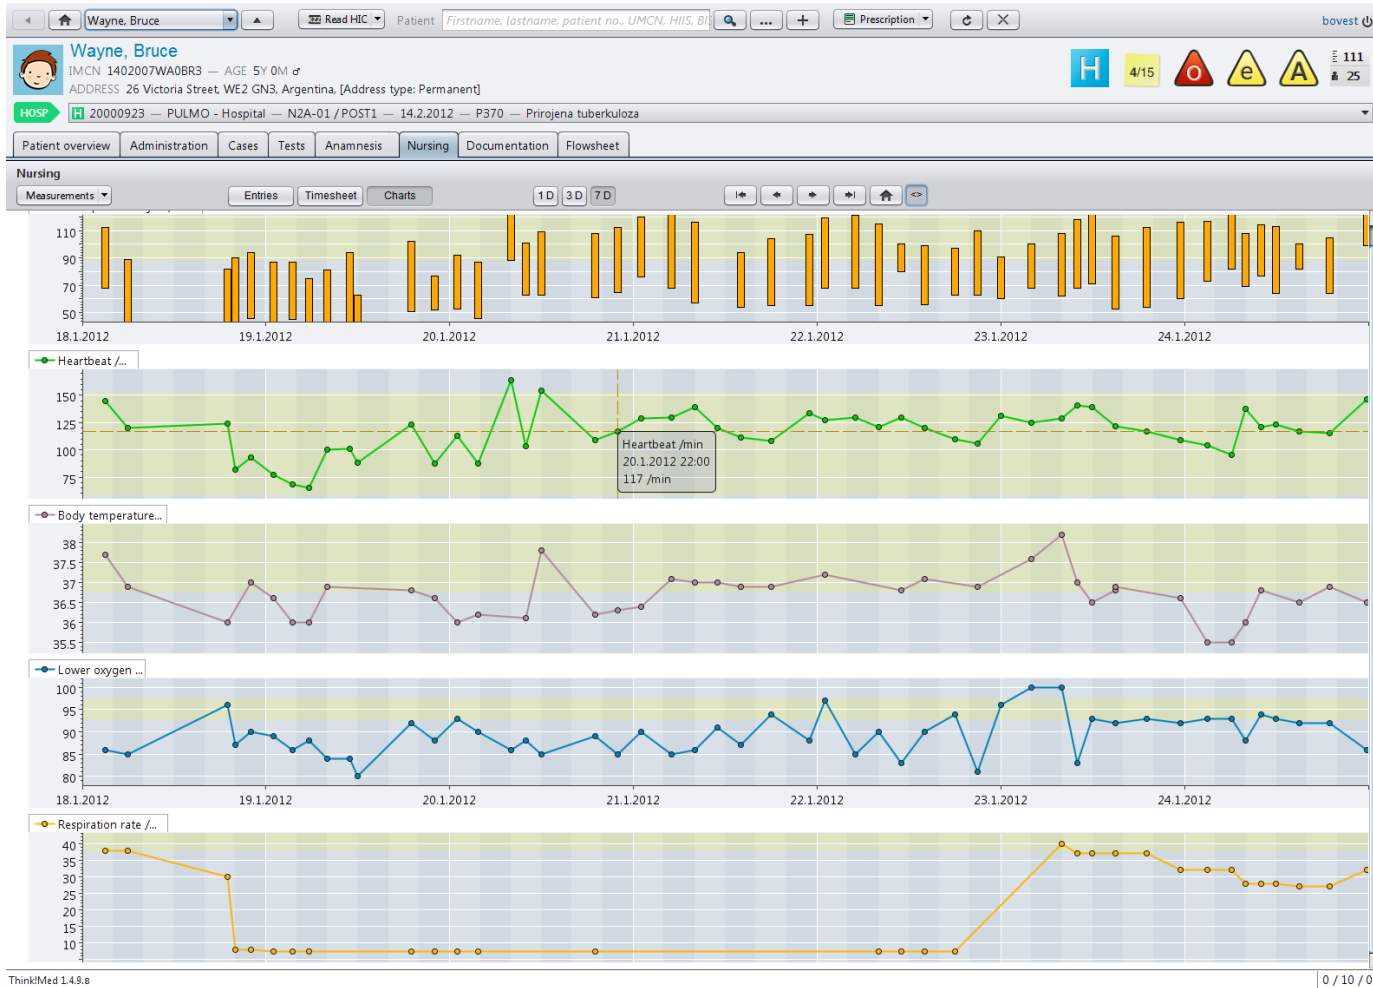 Wayne, Bruce
Read HIC
Patient
Firstname, lastname, patient no., UMCN, HIIS, BIS
...
Prescription
bovest
Wayne, Bruce
IMCN 1402007WA0BR3 — AGE 5Y 0M ♂
ADDRESS 26 Victoria Street, WE2 GN3, Argentina, [Address type: Permanent]
H
4/15
o
e
A
111
25
HOSP
H 20000923 — PULMO - Hospital — N2A-01 / POST1 — 14.2.2012 — P370 — Prirojena tuberkuloza
Patient overview
Administration
Cases
Tests
Anamnesis
Nursing
Documentation
Flowsheet
Nursing
Measurements
Entries
Timesheet
Charts
1 D
3 D
7 D
<>
110
90
70
50
18.1.2012
19.1.2012
20.1.2012
21.1.2012
22.1.2012
23.1.2012
24.1.2012
Heartbeat /...
150
125
100
75
Heartbeat /min
20.1.2012 22:00
117 /min
Body temperature...
38
37.5
37
36.5
36
35.5
Lower oxygen ...
100
95
90
85
80
18.1.2012
19.1.2012
20.1.2012
21.1.2012
22.1.2012
23.1.2012
24.1.2012
Respiration rate /...
40
35
30
25
20
15
10
Think!Med 1.4.9.8
0 / 10 / 0